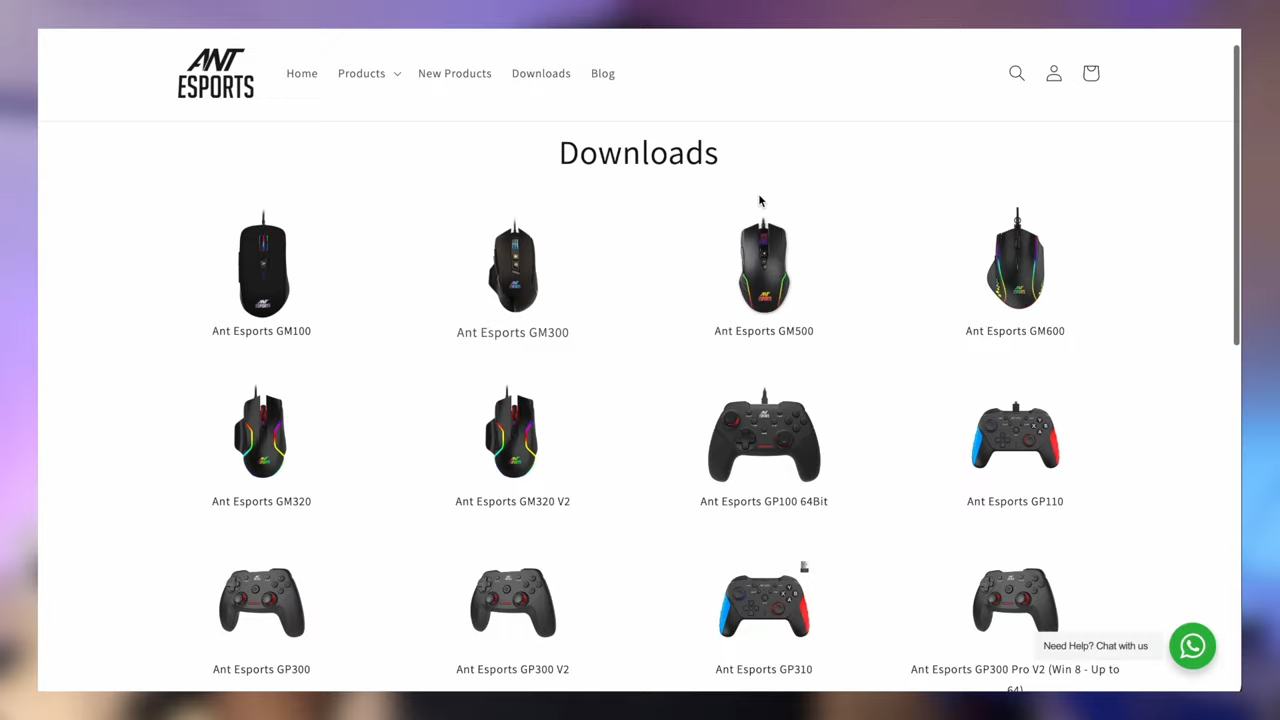 ANT
ESPORTS
Home
Products
New Products
Downloads
Blog
Downloads
Ant Esports GM100
Ant Esports GM300
Ant Esports GM500
Ant Esports GM600
Ant Esports GM320
Ant Esports GM320 V2
Ant Esports GP100 64Bit
Ant Esports GP110
Ant Esports GP300
Ant Esports GP300 V2
Ant Esports GP310
Ant Esports GP300 Pro V2 (Win 8 - Up to
64)
Need Help? Chat with us